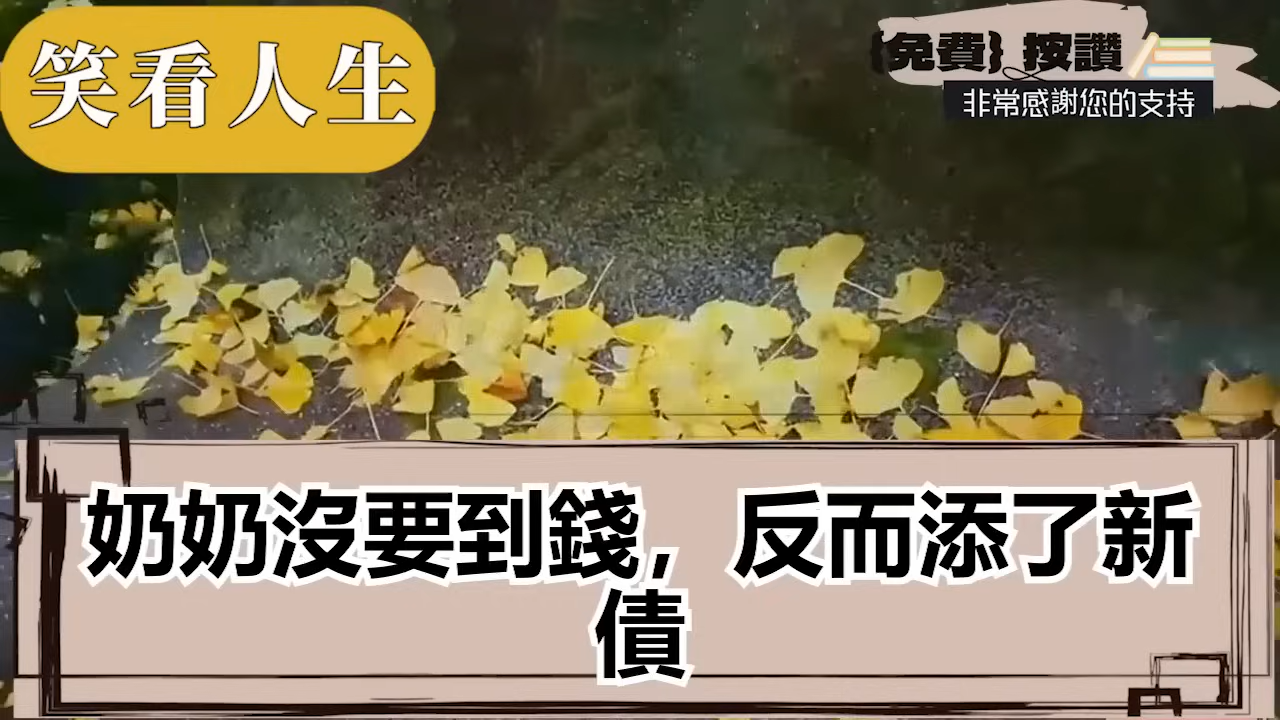 笑看人生
{免費} 按讚
非常感謝您的支持
奶奶沒要到錢，反而添了新
債